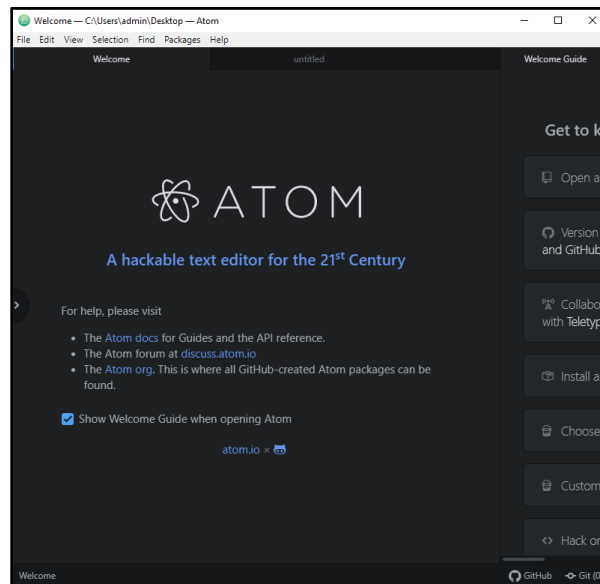 Welcome — C:\Users\admin\Desktop — Atom
File Edit View Selection Find Packages Help
Welcome untitled Welcome Guide
ATOM
A hackable text editor for the 21st Century
For help, please visit
• The Atom docs for Guides and the API reference.
• The Atom forum at discuss.atom.io
• The Atom org. This is where all GitHub-created Atom packages can be
found.
Show Welcome Guide when opening Atom
atom.io ×
Get to k
Open a
Version
and GitHub
Collabo
with Teletyp
Install a
Choose
Custom
Hack on
Welcome
GitHub Git (0